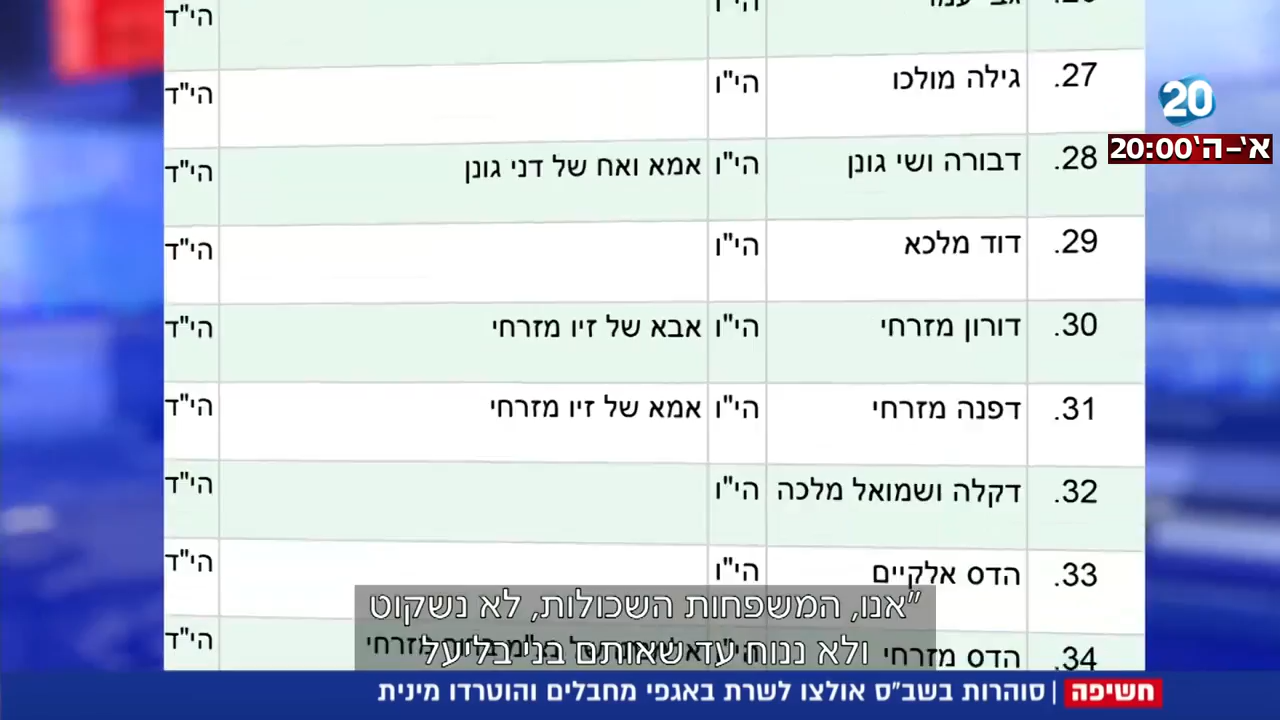 הי"ו
הי"ד
27. גילה מולכו הי"ו הי"ד
28. דבורה ושי גונן הי"ו אמא ואח של דני גונן הי"ד
29. דוד מלכא הי"ו הי"ד
30. דורון מזרחי הי"ו אבא של זיו מזרחי הי"ד
31. דפנה מזרחי הי"ו אמא של זיו מזרחי הי"ד
32. דקלה ושמואל מלכה הי"ו הי"ד
33. הדס אלקיים הי"ו הי"ד
34. הדס מזרחי מזרחי הי"ד
20
א'-ה' 20:00
"אנו, המשפחות השכולות, לא נשקוט
ולא ננוח עד שאותם בני בליעל
חשיפה | סוהרות בשב"ס אולצו לשרת באגפי מחבלים והוטרדו מינית